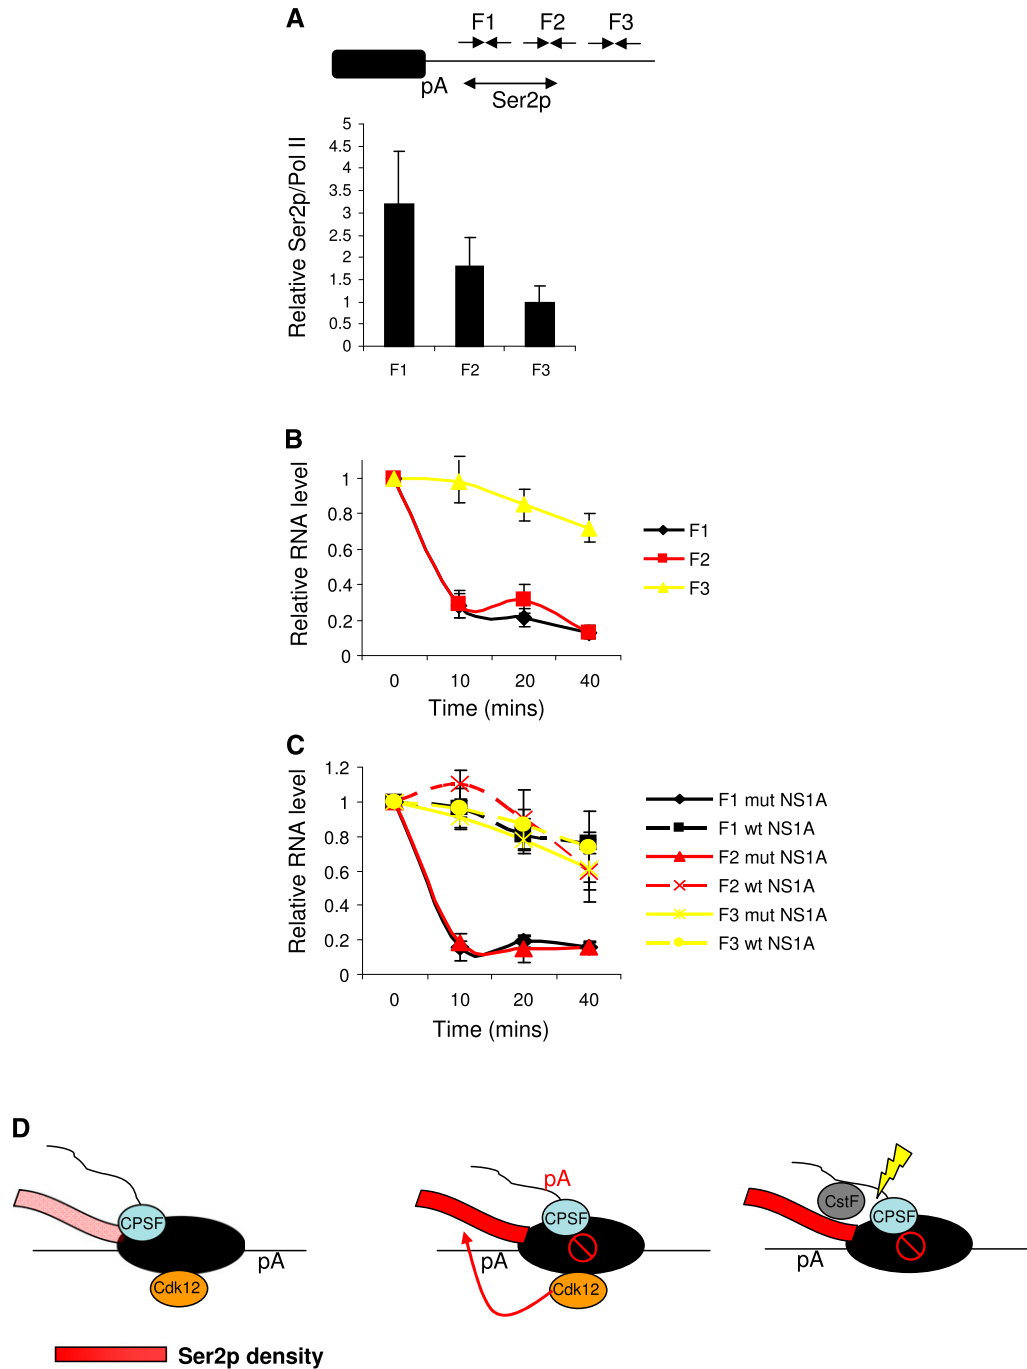 A
F1 F2 F3
pA
Ser2p
Relative Ser2p/Pol II
5
4.5
4
3.5
3
2.5
2
1.5
1
0.5
0
F1 F2 F3
B
Relative RNA level
1
0.8
0.6
0.4
0.2
0
0 10 20 40
Time (mins)
F1
F2
F3
C
Relative RNA level
1.2
1
0.8
0.6
0.4
0.2
0
0 10 20 40
Time (mins)
F1 mut NS1A
F1 wt NS1A
F2 mut NS1A
F2 wt NS1A
F3 mut NS1A
F3 wt NS1A
D
CPSF
pA
Cdk12
pA
CPSF
pA
Cdk12
CstF
CPSF
pA
Ser2p density